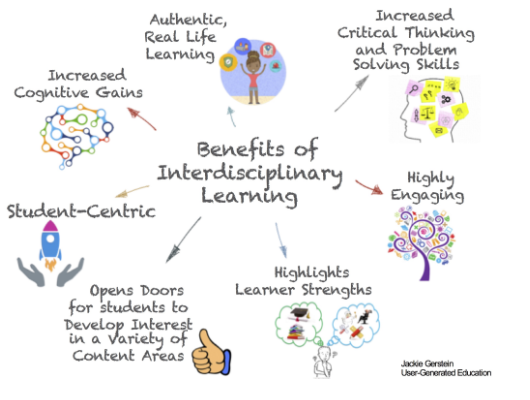 Authentic,
Real Life
Learning
Increased
Critical Thinking
and Problem
Solving Skills
Increased
Cognitive Gains
Benefits of
Interdisciplinary
Learning
Highly
Engaging
Student-Centric
Highlights
Learner Strengths
Opens Doors
for students to
Develop Interest
in a Variety of
Content Areas
Jackie Gerstein
User-Generated Education